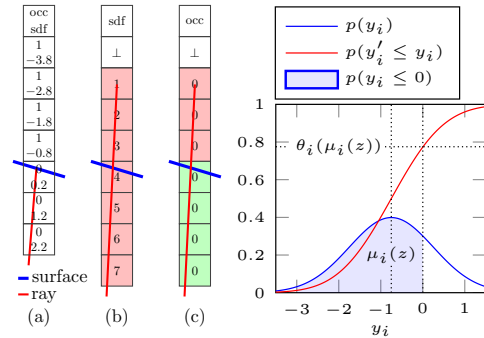 occ
sdf
1
−3.8
1
−2.8
1
−1.8
1
−0.8
0
0.2
0
1.2
0
2.2
surface
ray
(a)
sdf
⊥
1
2
3
4
5
6
7
(b)
occ
⊥
0
0
0
0
0
0
0
(c)
p(y_i)
p(y′_i ≤ y_i)
p(y_i ≤ 0)
1
0.8
0.6
0.4
0.2
0
θ_i(μ_i(z))
μ_i(z)
−3 −2 −1 0 1
y_i